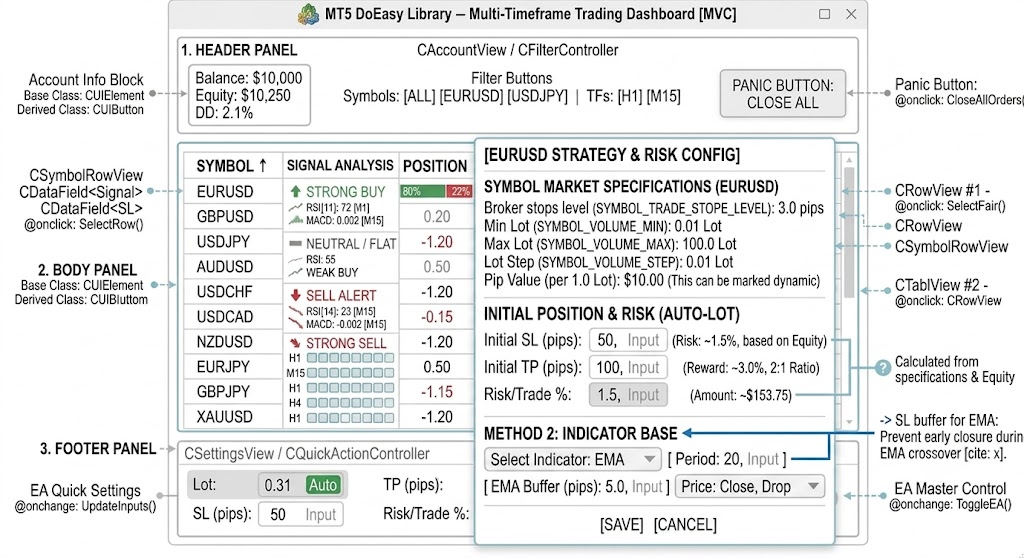 MT5 DoEasy Library – Multi-Timeframe Trading Dashboard [MVC]
1. HEADER PANEL
CAccountView / CFilterController
Account Info Block
Base Class: CUIElement
Derived Class: CUIButton
Balance: $10,000
Equity: $10,250
DD: 2.1%
Filter Buttons
Symbols: [ALL] [EURUSD] [USDJPY] | TFs: [H1] [M15]
PANIC BUTTON:
CLOSE ALL
Panic Button:
@onclick: CloseAllOrders(
CSymbolRowView
CDataField<Signal>
CDataField<SL>
@onclick: SelectRow()
2. BODY PANEL
Base Class: CUIElement
Derived Class: CUIBluttom
SYMBOL ↑
EURUSD
GBPUSD
USDJPY
AUDUSD
USDCHF
USDCAD
NZDUSD
EURJPY
GBPJPY
XAUUSD
SIGNAL ANALYSIS
STRONG BUY
RSI[11]: 72 [M1]
MACD: 0.002 [M15]
NEUTRAL / FLAT
RSI: 55
WEAK BUY
SELL ALERT
RSI[14]: 23 [M15]
MACD: -0.002 [M15]
STRONG SELL
H1
M15
H1
H4
H1
POSITION
80% 22%
0.20
-1.20
0.50
-1.20
-0.15
-1.20
0.50
-1.15
-1.20
[EURUSD STRATEGY & RISK CONFIG]
SYMBOL MARKET SPECIFICATIONS (EURUSD)
Broker stops level (SYMBOL_TRADE_STOPE_LEVEL): 3.0 pips
Min Lot (SYMBOL_VOLUME_MIN): 0.01 Lot
Max Lot (SYMBOL_VOLUME_MAX): 100.0 Lot
Lot Step (SYMBOL_VOLUME_STEP): 0.01 Lot
Pip Value (per 1.0 Lot): $10.00 (This can be marked dynamic)
INITIAL POSITION & RISK (AUTO-LOT)
Initial SL (pips): 50, Input (Risk: ~1.5%, based on Equity)
Initial TP (pips): 100, Input (Reward: ~3.0%, 2:1 Ratio)
Risk/Trade %: 1.5, Input (Amount: ~$153.75)
METHOD 2: INDICATOR BASE
Select Indicator: EMA [ Period: 20, Input ]
[ EMA Buffer (pips): 5.0, Input ] Price: Close, Drop
[SAVE] [CANCEL]
CRowView #1 -
@onclick: SelectFair()
CRowView
CSymbolRowView
CTablView #2 -
@onclick: CRowView
? Calculated from
specifications & Equity
-> SL buffer for EMA:
Prevent early closure durin
EMA crossover [cite: x].
3. FOOTER PANEL
CSettingsView / CQuickActionController
EA Quick Settings
@onchange: UpdateInputs()
Lot: 0.31 Auto
SL (pips): 50 Input
TP (pips):
Risk/Trade %:
EA Master Control
@onchange: ToggleEA()